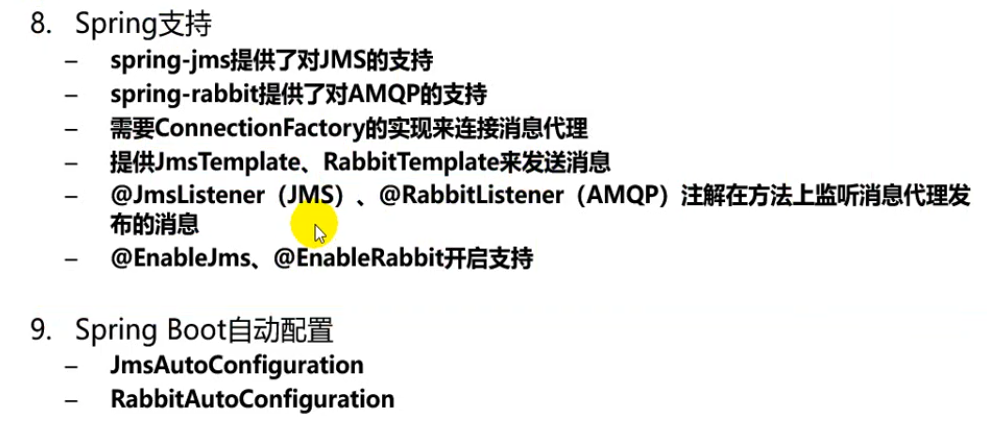 8. Spring支持
– spring-jms提供了对JMS的支持
– spring-rabbit提供了对AMQP的支持
– 需要ConnectionFactory的实现来连接消息代理
– 提供JmsTemplate、RabbitTemplate来发送消息
– @JmsListener（JMS）、@RabbitListener（AMQP）注解在方法上监听消息代理发
布的消息
– @EnableJms、@EnableRabbit开启支持
9. Spring Boot自动配置
– JmsAutoConfiguration
– RabbitAutoConfiguration